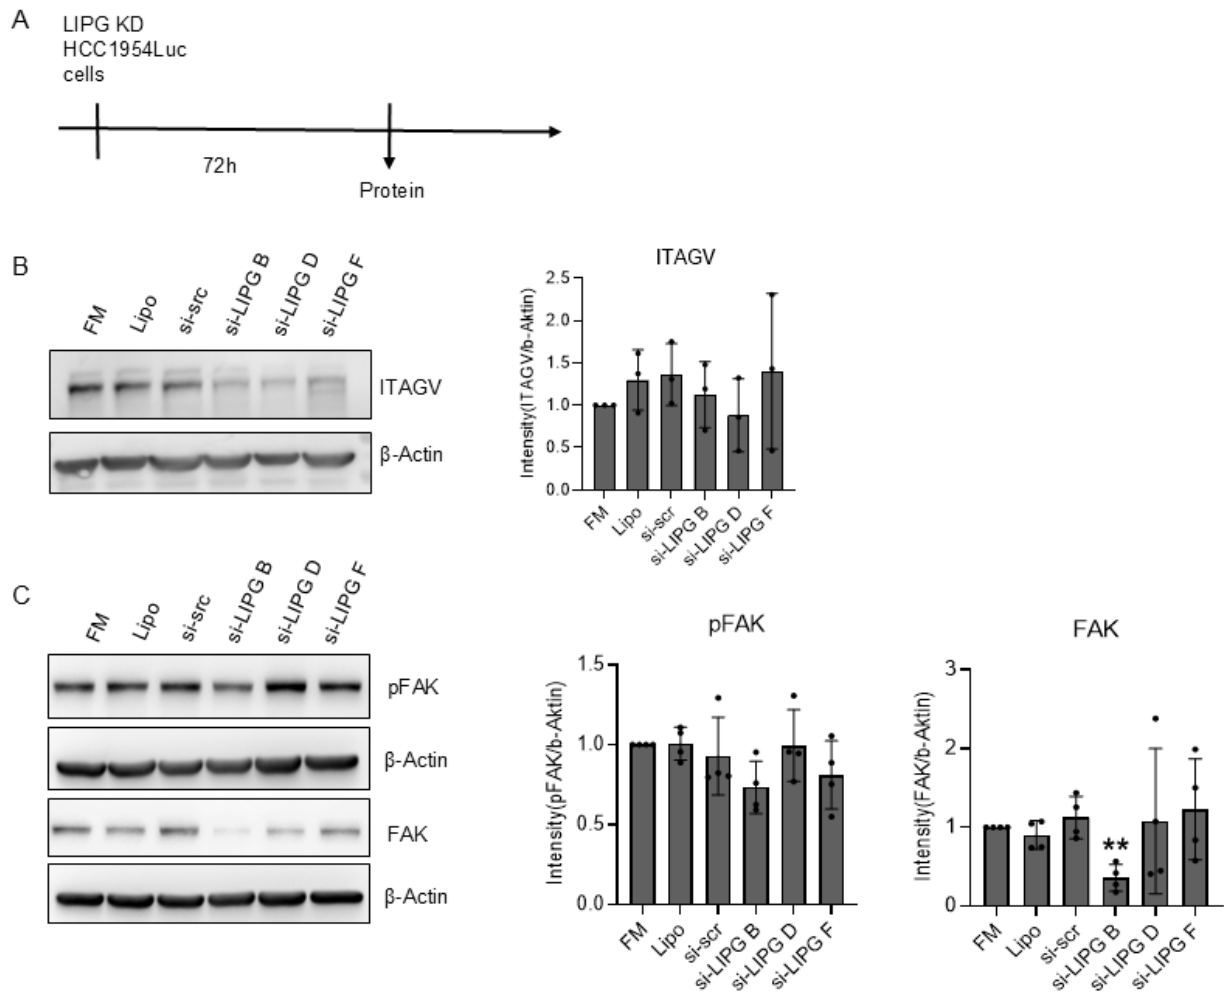 A
LIPG KD
HCC1954Luc
cells
72h
Protein
B
FM
Lipo
si-src
si-LIPG B
si-LIPG D
si-LIPG F
ITAGV
β-Actin
ITAGV
Intensity(ITAGV/b-Aktin)
2.5
2.0
1.5
1.0
0.5
0.0
FM
Lipo
si-scr
si-LIPG B
si-LIPG D
si-LIPG F
C
FM
Lipo
si-src
si-LIPG B
si-LIPG D
si-LIPG F
pFAK
β-Actin
FAK
β-Actin
pFAK
Intensity(pFAK/b-Aktin)
1.5
1.0
0.5
0.0
FM
Lipo
si-scr
si-LIPG B
si-LIPG D
si-LIPG F
FAK
Intensity(FAK/b-Aktin)
3
2
1
0
**
FM
Lipo
si-scr
si-LIPG B
si-LIPG D
si-LIPG F